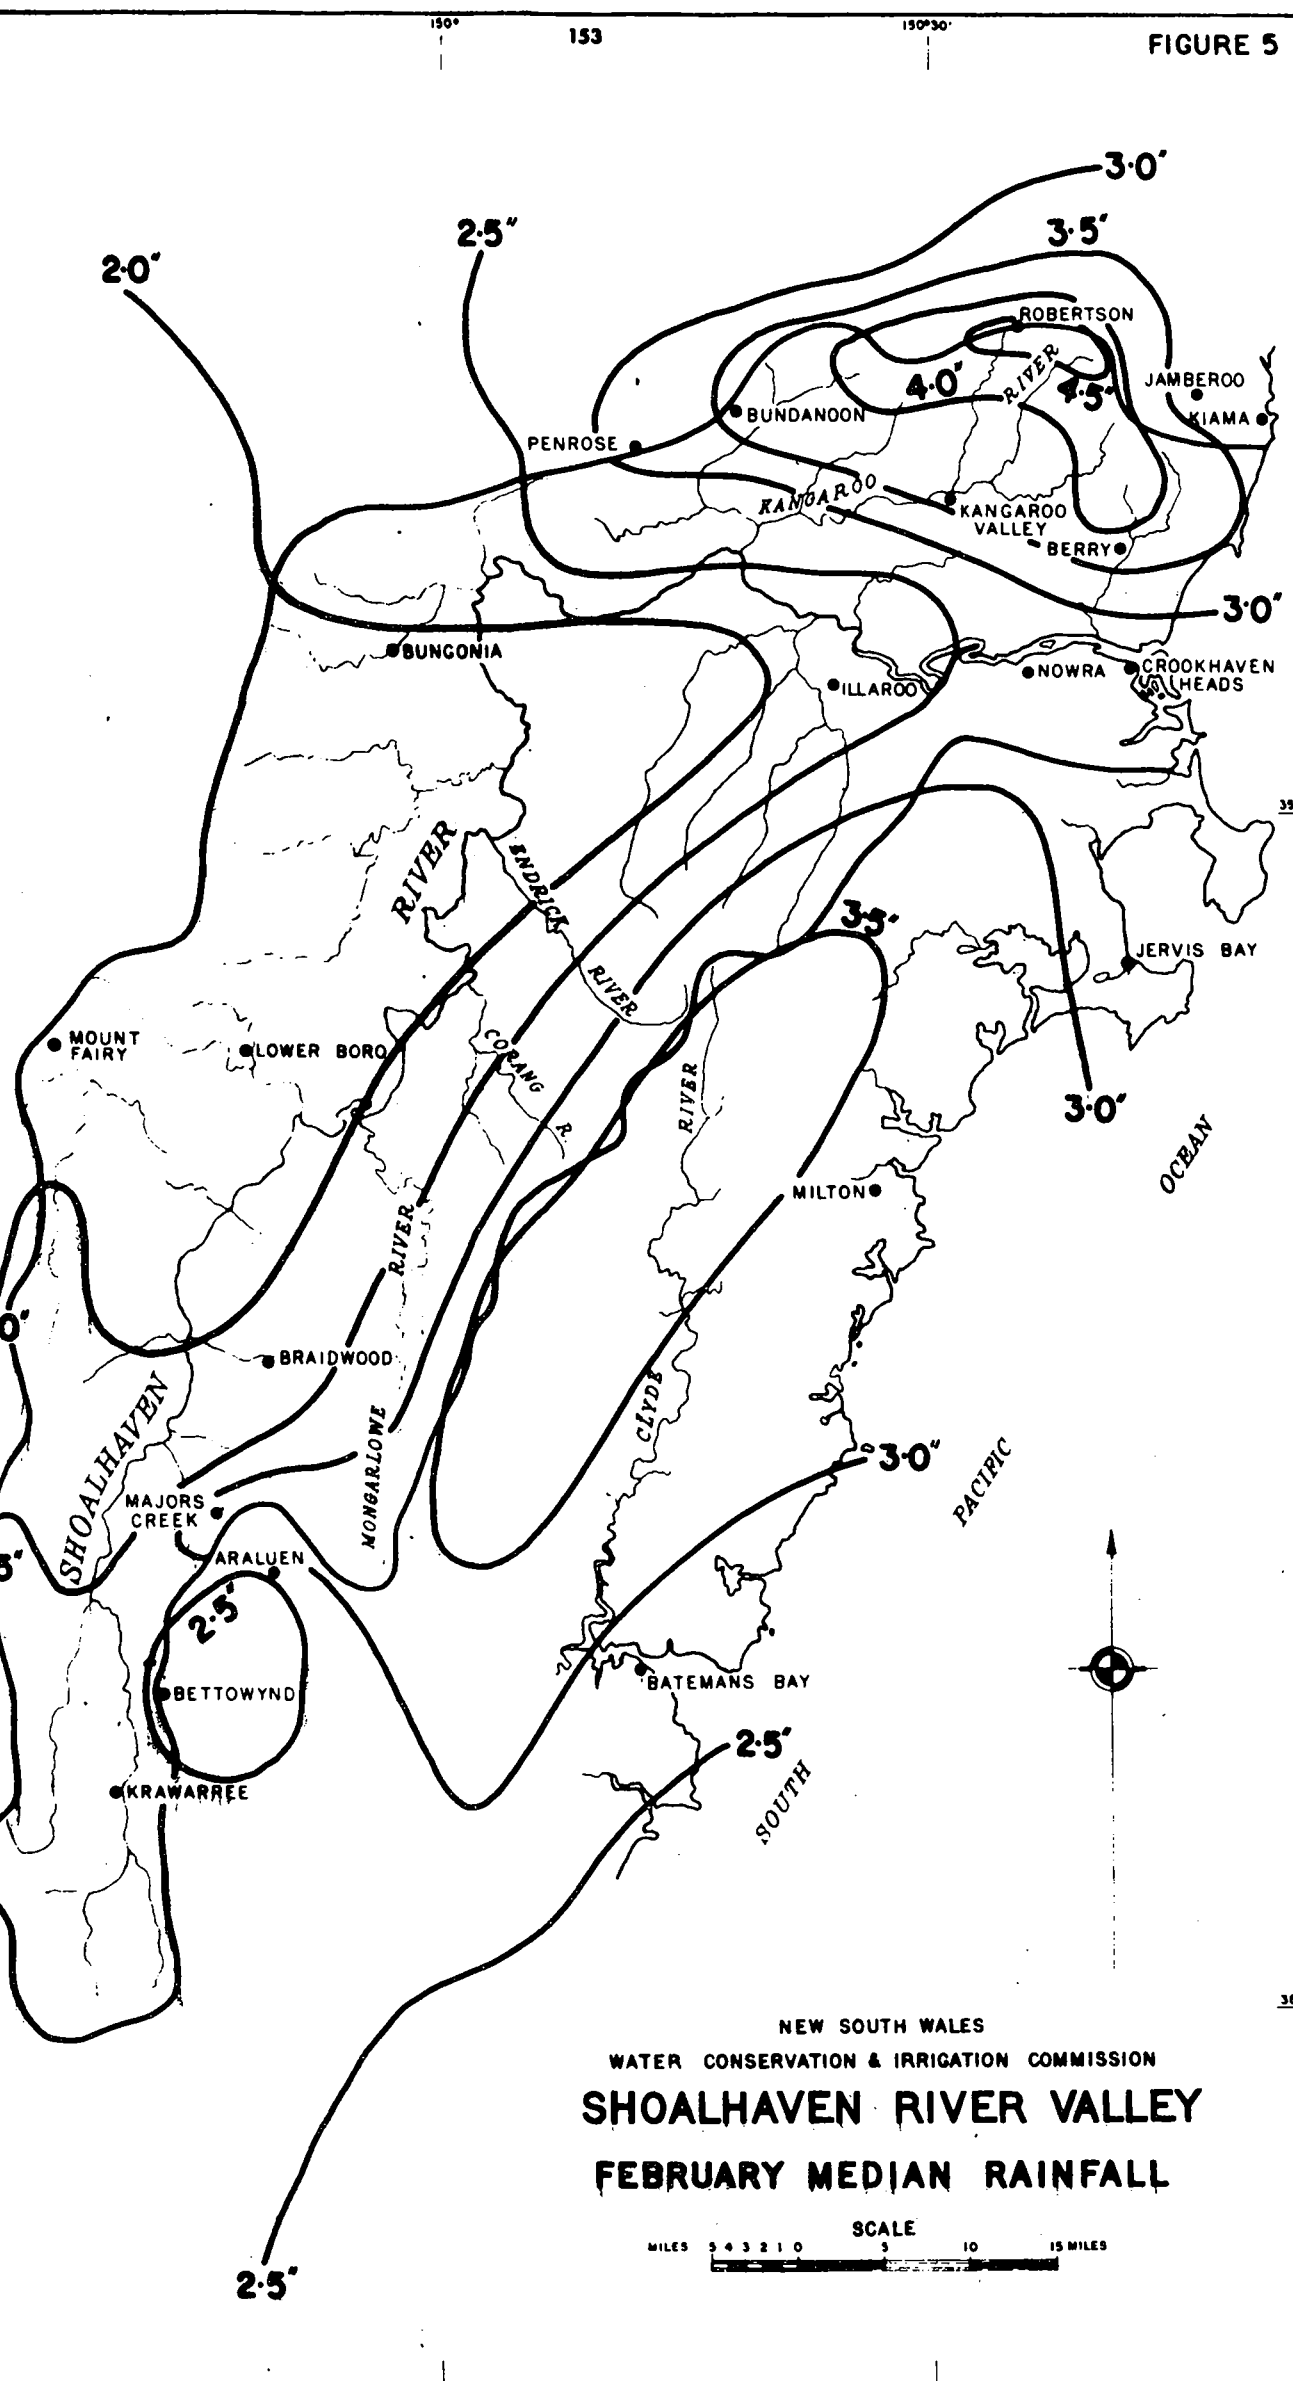 150°
153
150°30'
FIGURE 5
3·0"
2·5"
3·5"
2·0"
ROBERTSON
RIVER
4·0"
4·5"
JAMBEROO
KIAMA
BUNDANOON
PENROSE
KANGAROO
KANGAROO
VALLEY
BERRY
3·0"
BUNGONIA
NOWRA
CROOKHAVEN
HEADS
ILLAROO
RIVER
ENDRICK
RIVER
3·5"
JERVIS BAY
MOUNT
FAIRY
LOWER BORO
CORANG
R.
RIVER
3·0"
OCEAN
MILTON
RIVER
0"
BRAIDWOOD
SHOALHAVEN
CLYDE
MONGARLOWE
3·0"
PACIFIC
MAJORS
CREEK
ARALUEN
5"
2·5"
BETTOWYND
BATEMANS BAY
2·5"
KRAWARREE
SOUTH
NEW SOUTH WALES
WATER CONSERVATION & IRRIGATION COMMISSION
SHOALHAVEN RIVER VALLEY
FEBRUARY MEDIAN RAINFALL
SCALE
MILES 5 4 3 2 1 0 5 10 15 MILES
2·5"